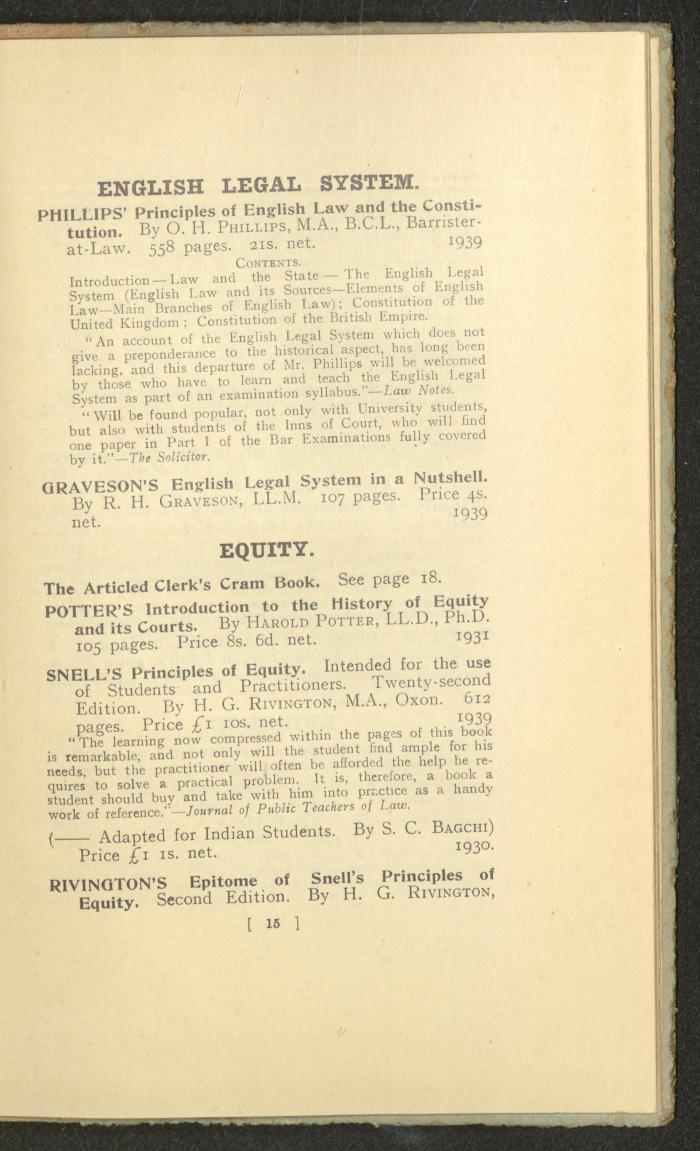 ENGLISH LEGAL SYSTEM.
PHILLIPS' Principles of English Law and the Consti-
tution. By O. H. PHILLIPS, M.A., B.C.L., Barrister-
at-Law. 558 pages. 21s. net. 1939
CONTENTS.
Introduction — Law and the State — The English Legal
System (English Law and its Sources—Elements of English
Law—Main Branches of English Law); Constitution of the
United Kingdom; Constitution of the British Empire.
"An account of the English Legal System which does not
give a preponderance to the historical aspect, has long been
lacking, and this departure of Mr. Phillips will be welcomed
by those who have to learn and teach the English Legal
System as part of an examination syllabus."—Law Notes.
"Will be found popular, not only with University students,
but also with students of the Inns of Court, who will find
one paper in Part I of the Bar Examinations fully covered
by it."—The Solicitor.
GRAVESON'S English Legal System in a Nutshell.
By R. H. GRAVESON, LL.M. 107 pages. Price 4s.
net. 1939
EQUITY.
The Articled Clerk's Cram Book. See page 18.
POTTER'S Introduction to the History of Equity
and its Courts. By HAROLD POTTER, LL.D., Ph.D.
105 pages. Price 8s. 6d. net. 1931
SNELL'S Principles of Equity. Intended for the use
of Students and Practitioners. Twenty-second
Edition. By H. G. RIVINGTON, M.A., Oxon. 612
pages. Price £1 10s. net. 1939
"The learning now compressed within the pages of this book
is remarkable, and not only will the student find ample for his
needs, but the practitioner will often be afforded the help he re-
quires to solve a practical problem. It is, therefore, a book a
student should buy and take with him into practice as a handy
work of reference."—Journal of Public Teachers of Law.
(—— Adapted for Indian Students. By S. C. BAGCHI)
Price £1 1s. net. 1930.
RIVINGTON'S Epitome of Snell's Principles of
Equity. Second Edition. By H. G. RIVINGTON,
[ 15 ]